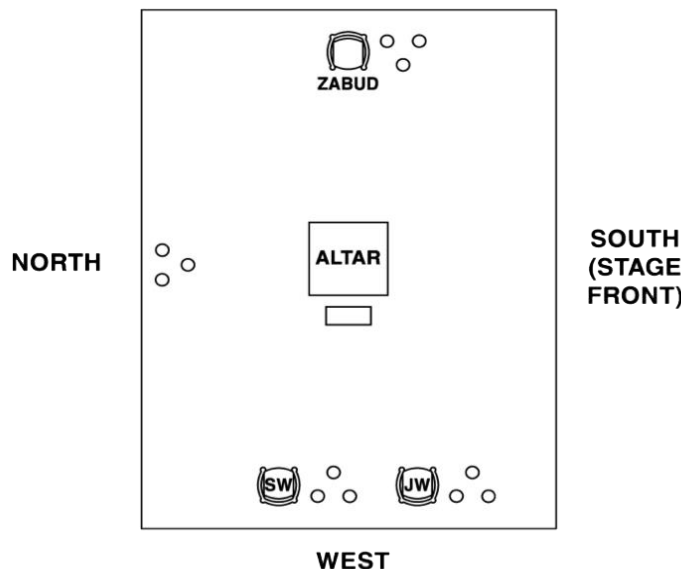 ZABUD
NORTH
ALTAR
SOUTH
(STAGE
FRONT)
SW
JW
WEST